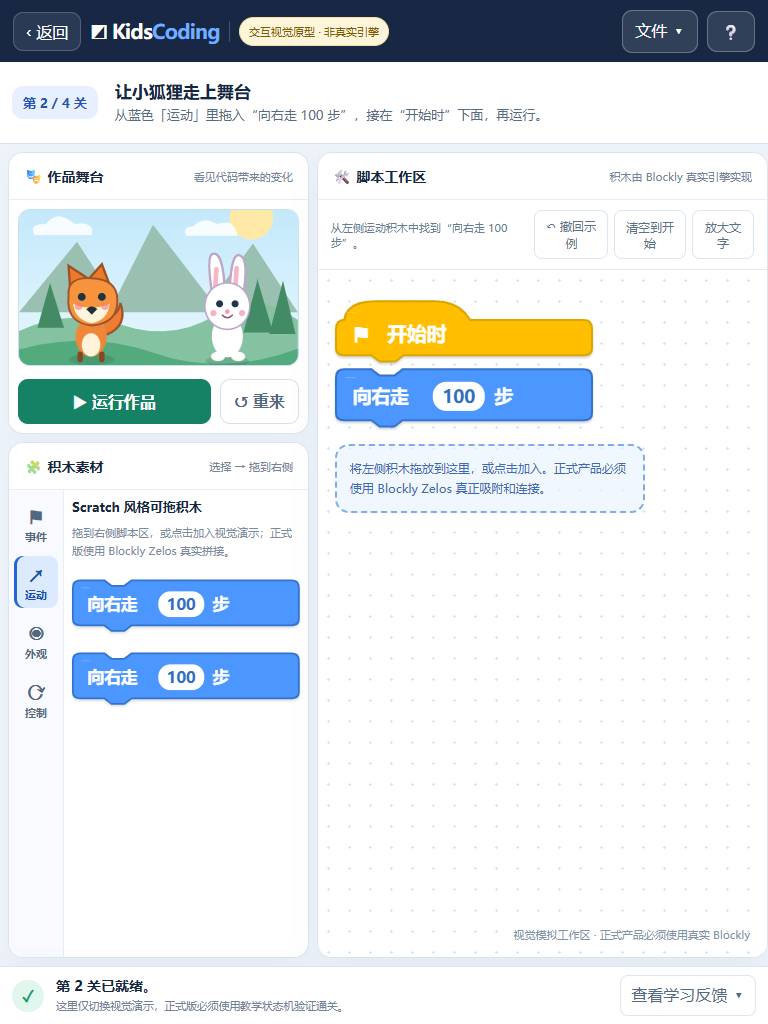 ‹ 返回
KidsCoding
交互视觉原型 · 非真实引擎
文件 ▾
?
第 2 / 4 关
让小狐狸走上舞台
从蓝色「运动」里拖入“向右走 100 步”，接在“开始时”下面，再运行。
作品舞台
看见代码带来的变化
▶ 运行作品
↺ 重来
积木素材
选择 → 拖到右侧
事件
运动
外观
控制
Scratch 风格可拖积木
拖到右侧脚本区，或点击加入视觉演示；正式
版使用 Blockly Zelos 真实拼接。
向右走 100 步
向右走 100 步
脚本工作区
积木由 Blockly 真实引擎实现
从左侧运动积木中找到“向右走 100
步”。
↶ 撤回示
例
清空到开
始
放大文
字
开始时
向右走 100 步
将左侧积木拖放到这里，或点击加入。正式产品必须
使用 Blockly Zelos 真正吸附和连接。
视觉模拟工作区 · 正式产品必须使用真实 Blockly
✓
第 2 关已就绪。
这里仅切换视觉演示，正式版必须使用教学状态机验证通关。
查看学习反馈 ▾